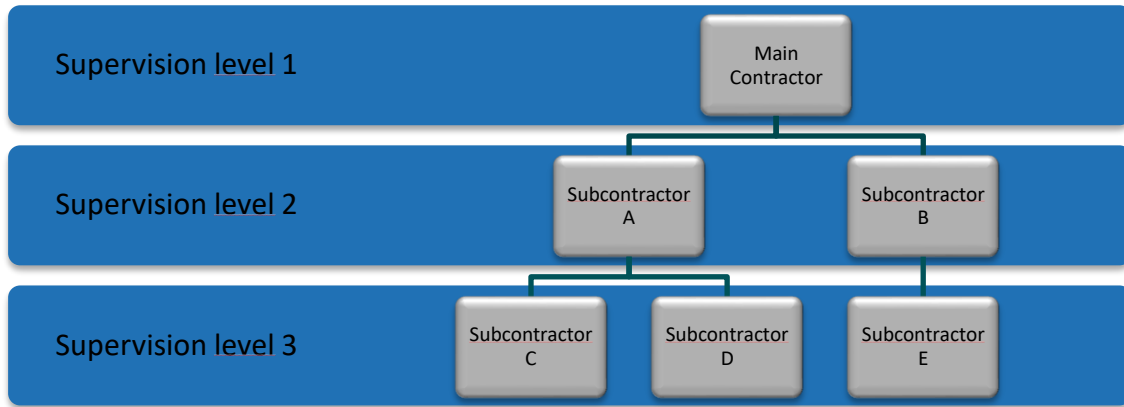 Supervision level 1
Main
Contractor
Supervision level 2
Subcontractor
A
Subcontractor
B
Supervision level 3
Subcontractor
C
Subcontractor
D
Subcontractor
E